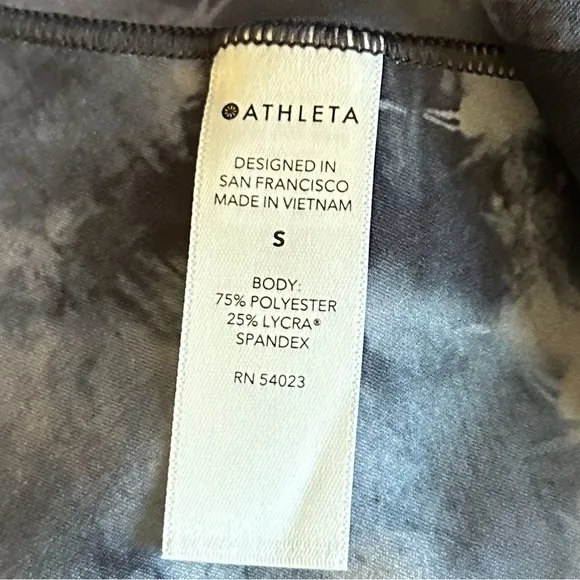 ATHLETA
DESIGNED IN
SAN FRANCISCO
MADE IN VIETNAM
S
BODY:
75% POLYESTER
25% LYCRA®
SPANDEX
RN 54023